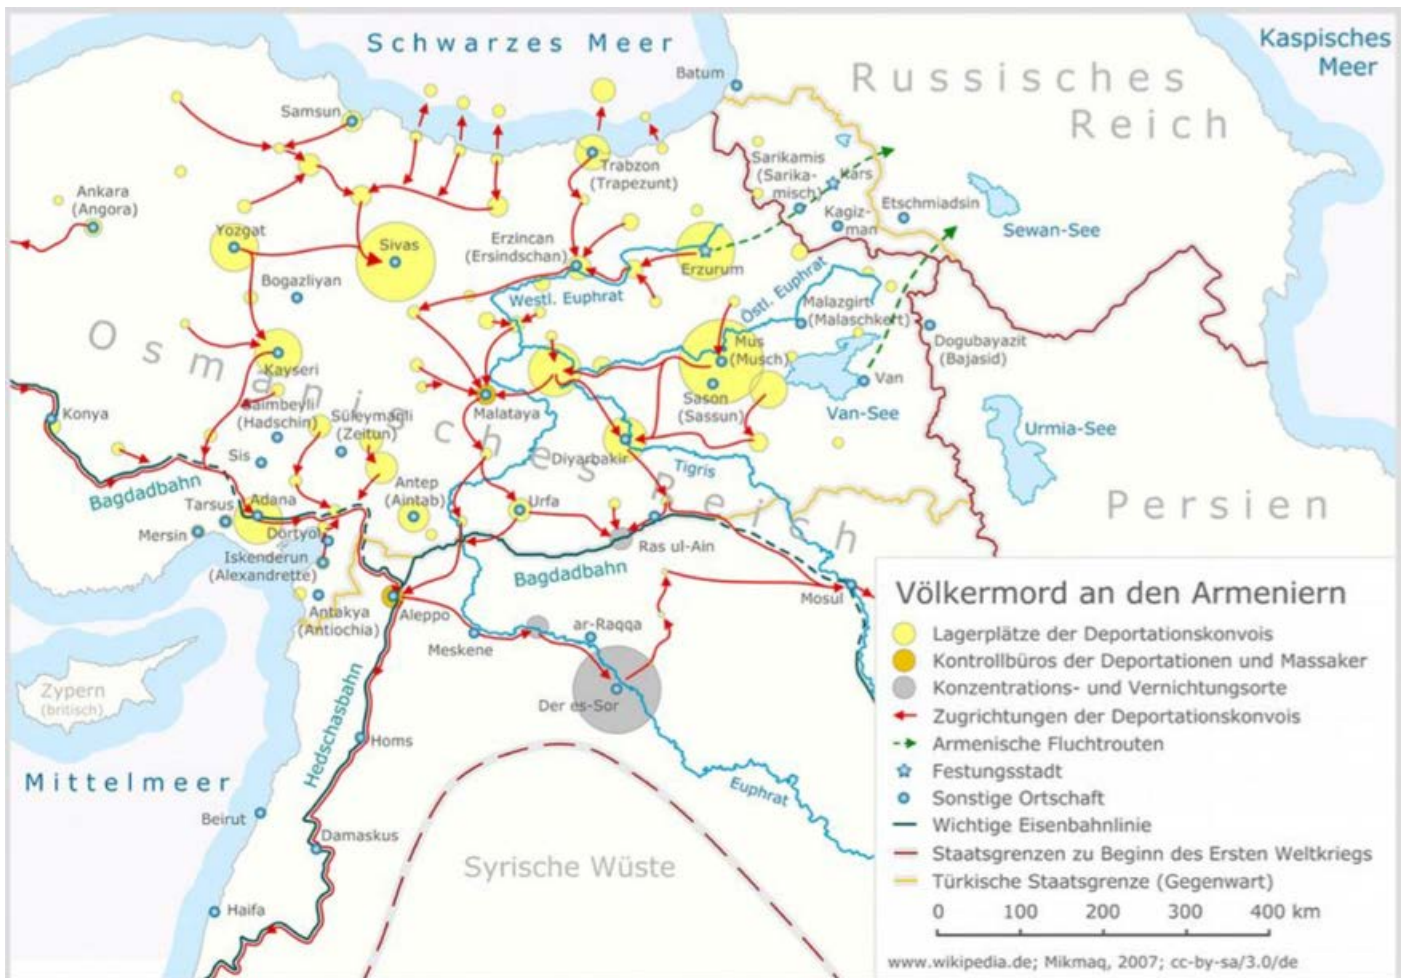 Schwarzes Meer
Kaspisches
Meer
Russisches
Reich
Batum
Samsun
Sarikamis
(Sarika-
misch)
Kars
Trabzon
(Trapezunt)
Ankara
(Angora)
Etschmiadsin
Kagiz-
man
Sewan-See
Yozgat
Sivas
Erzincan
(Ersindschan)
Erzurum
Bogazliyan
Westl. Euphrat
Östl. Euphrat
Malazgirt
(Malaschkert)
Osmanisches Reich
Mus
(Musch)
Dogubayazit
(Bajasid)
Kayseri
Van
Konya
Saimbeyli
(Hadschin)
Süleymanli
(Zeitun)
Malataya
Sason
(Sassun)
Van-See
Urmia-See
Sis
Diyarbakir
Tigris
Bagdadbahn
Antep
(Aintab)
Tarsus
Adana
Urfa
Persien
Mersin
Dörtyol
Ras ul-Ain
Iskenderun
(Alexandrette)
Bagdadbahn
Mosul
Antakya
(Antiochia)
Aleppo
Meskene
ar-Raqqa
Zypern
(britisch)
Der es-Sor
Hedschasbahn
Homs
Mittelmeer
Euphrat
Beirut
Damaskus
Syrische Wüste
Haifa
Völkermord an den Armeniern
Lagerplätze der Deportationskonvois
Kontrollbüros der Deportationen und Massaker
Konzentrations- und Vernichtungsorte
Zugrichtungen der Deportationskonvois
Armenische Fluchtrouten
Festungsstadt
Sonstige Ortschaft
Wichtige Eisenbahnlinie
Staatsgrenzen zu Beginn des Ersten Weltkriegs
Türkische Staatsgrenze (Gegenwart)
0 100 200 300 400 km
www.wikipedia.de; Mikmaq, 2007; cc-by-sa/3.0/de